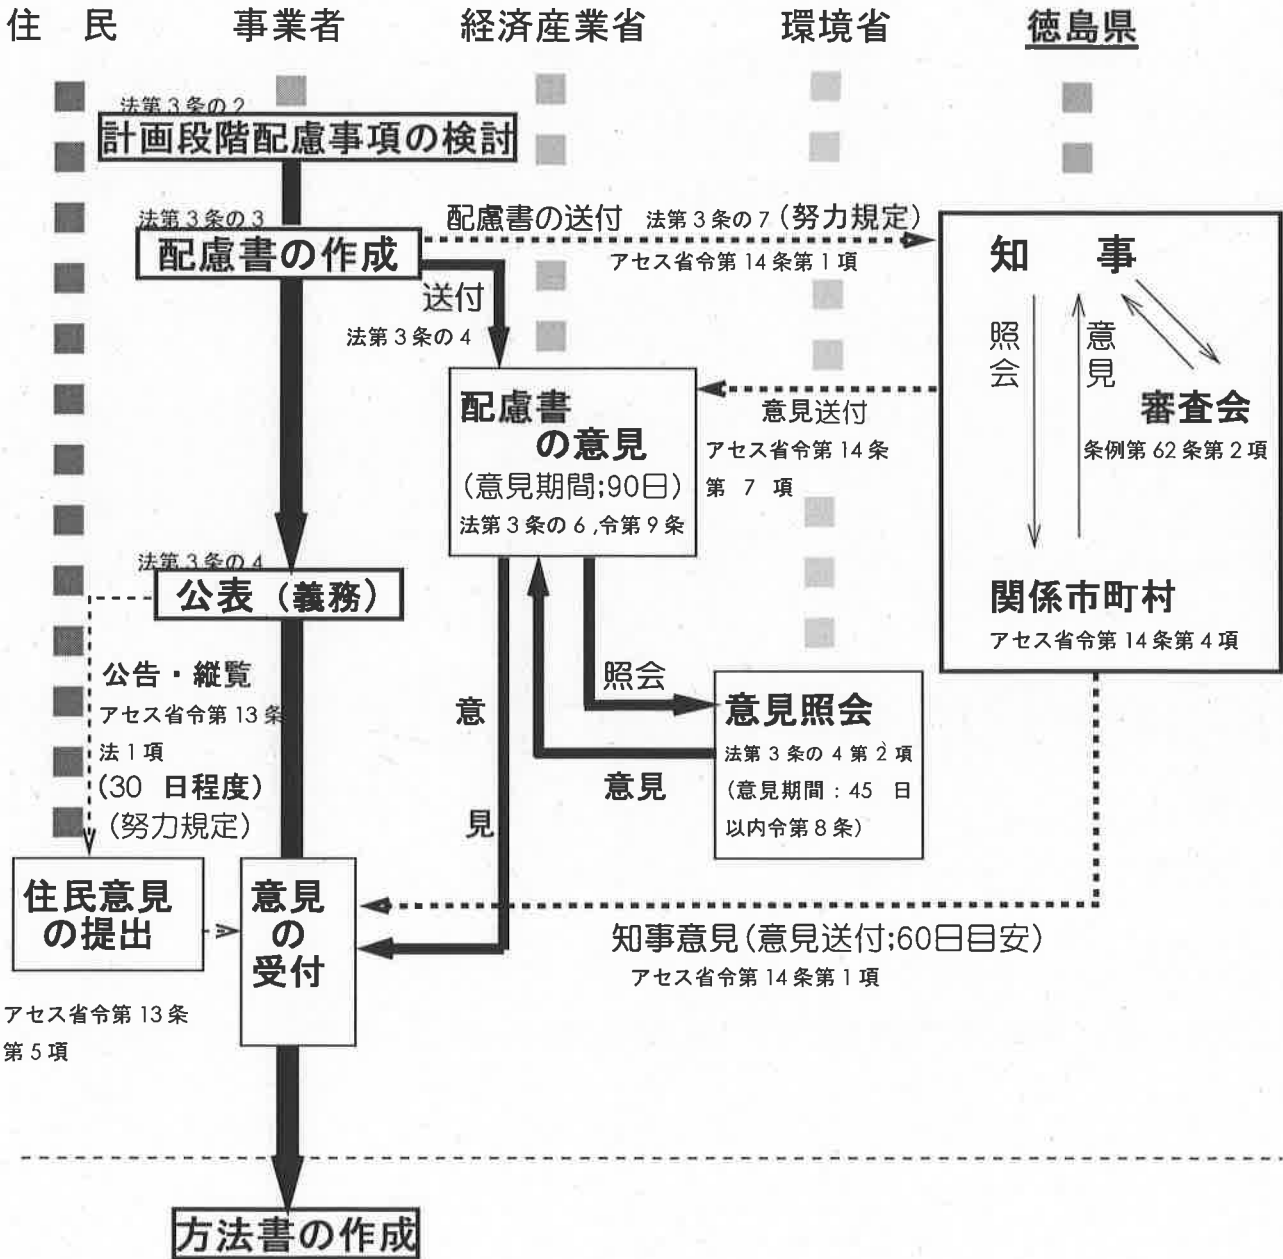 住 民 事業者 経済産業省 環境省 徳島県
法第3条の2
計画段階配慮事項の検討
法第3条の3
配慮書の作成
配慮書の送付 法第3条の7(努力規定)
アセス省令第14条第1項
送付
法第3条の4
知 事
照会
意見
審査会
条例第62条第2項
関係市町村
アセス省令第14条第4項
配慮書
の意見
(意見期間;90日)
法第3条の6,令第9条
意見送付
アセス省令第14条
第 7 項
法第3条の4
公表(義務)
公告・縦覧
アセス省令第13条
法1項
(30 日程度)
(努力規定)
意
見
照会
意見
意見照会
法第3条の4第2項
(意見期間:45 日
以内令第8条)
住民意見
の提出
アセス省令第13条
第5項
意見
の
受付
知事意見(意見送付;60日目安)
アセス省令第14条第1項
方法書の作成